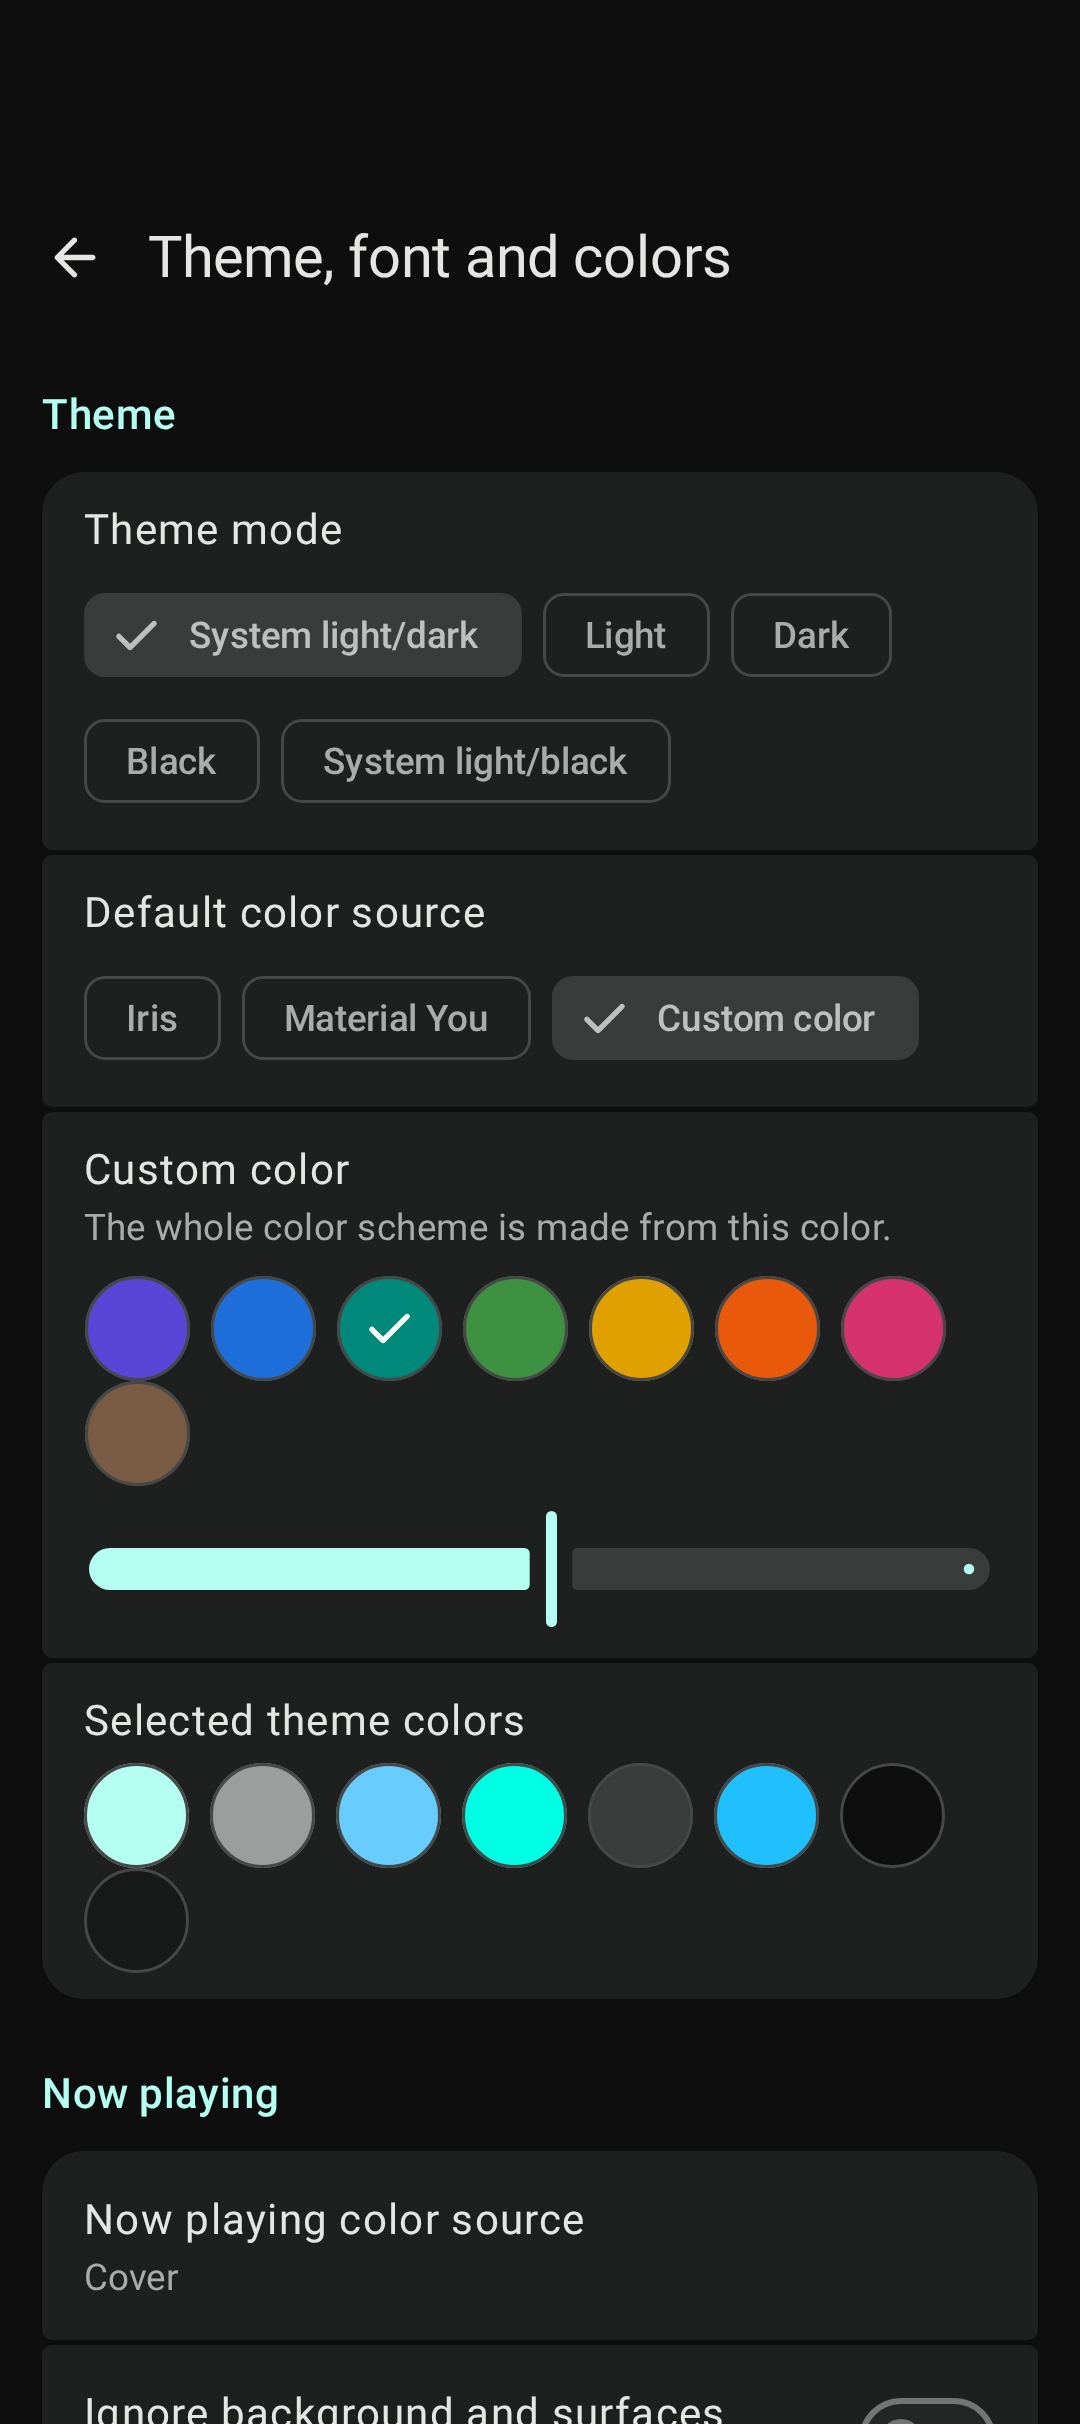 Theme, font and colors
Theme
Theme mode
System light/dark
Light
Dark
Black
System light/black
Default color source
Iris
Material You
Custom color
Custom color
The whole color scheme is made from this color.
Selected theme colors
Now playing
Now playing color source
Cover
Ignore background and surfaces